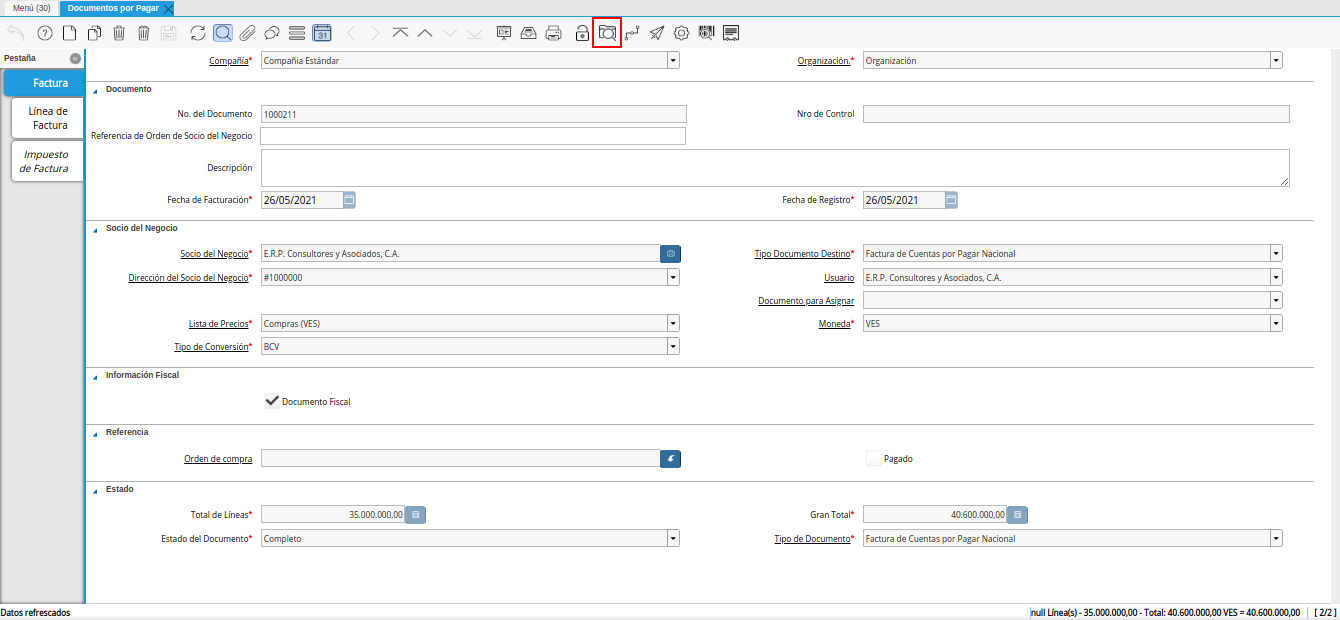 Menú (30)
Documentos por Pagar
31
Pestaña
Factura
Línea de
Factura
Impuesto
de Factura
Compañía* Compañía Estándar Organización.* Organización
Documento
No. del Documento 1000211 Nro de Control
Referencia de Orden de Socio del Negocio
Descripción
Fecha de Facturación* 26/05/2021 Fecha de Registro* 26/05/2021
Socio del Negocio
Socio del Negocio* E.R.P. Consultores y Asociados, C.A. Tipo Documento Destino* Factura de Cuentas por Pagar Nacional
Dirección del Socio del Negocio* #1000000 Usuario E.R.P. Consultores y Asociados, C.A.
Documento para Asignar
Lista de Precios* Compras (VES) Moneda* VES
Tipo de Conversión* BCV
Información Fiscal
Documento Fiscal
Referencia
Orden de compra Pagado
Estado
Total de Líneas* 35.000.000,00 Gran Total* 40.600.000,00
Estado del Documento* Completo Tipo de Documento* Factura de Cuentas por Pagar Nacional
Datos refrescados null Línea(s) - 35.000.000,00 - Total: 40.600.000,00 VES = 40.600.000,00 [ 2/2 ]